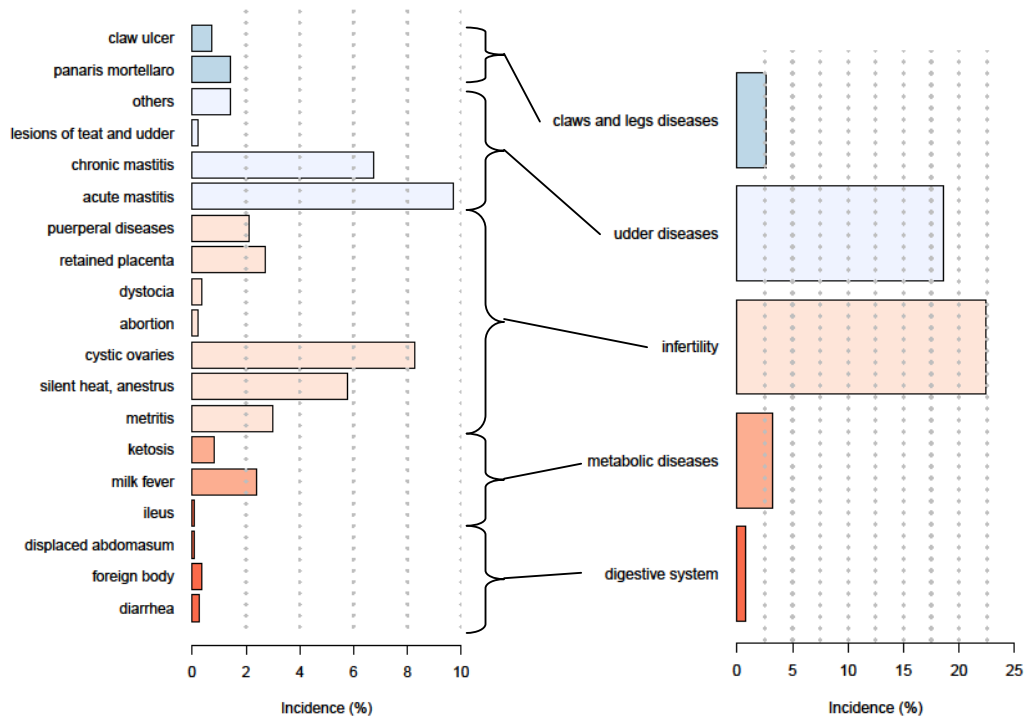 claw ulcer
panaris mortellaro
others
lesions of teat and udder
chronic mastitis
acute mastitis
puerperal diseases
retained placenta
dystocia
abortion
cystic ovaries
silent heat, anestrus
metritis
ketosis
milk fever
ileus
displaced abdomasum
foreign body
diarrhea
0 2 4 6 8 10
Incidence (%)
claws and legs diseases
udder diseases
infertility
metabolic diseases
digestive system
0 5 10 15 20 25
Incidence (%)